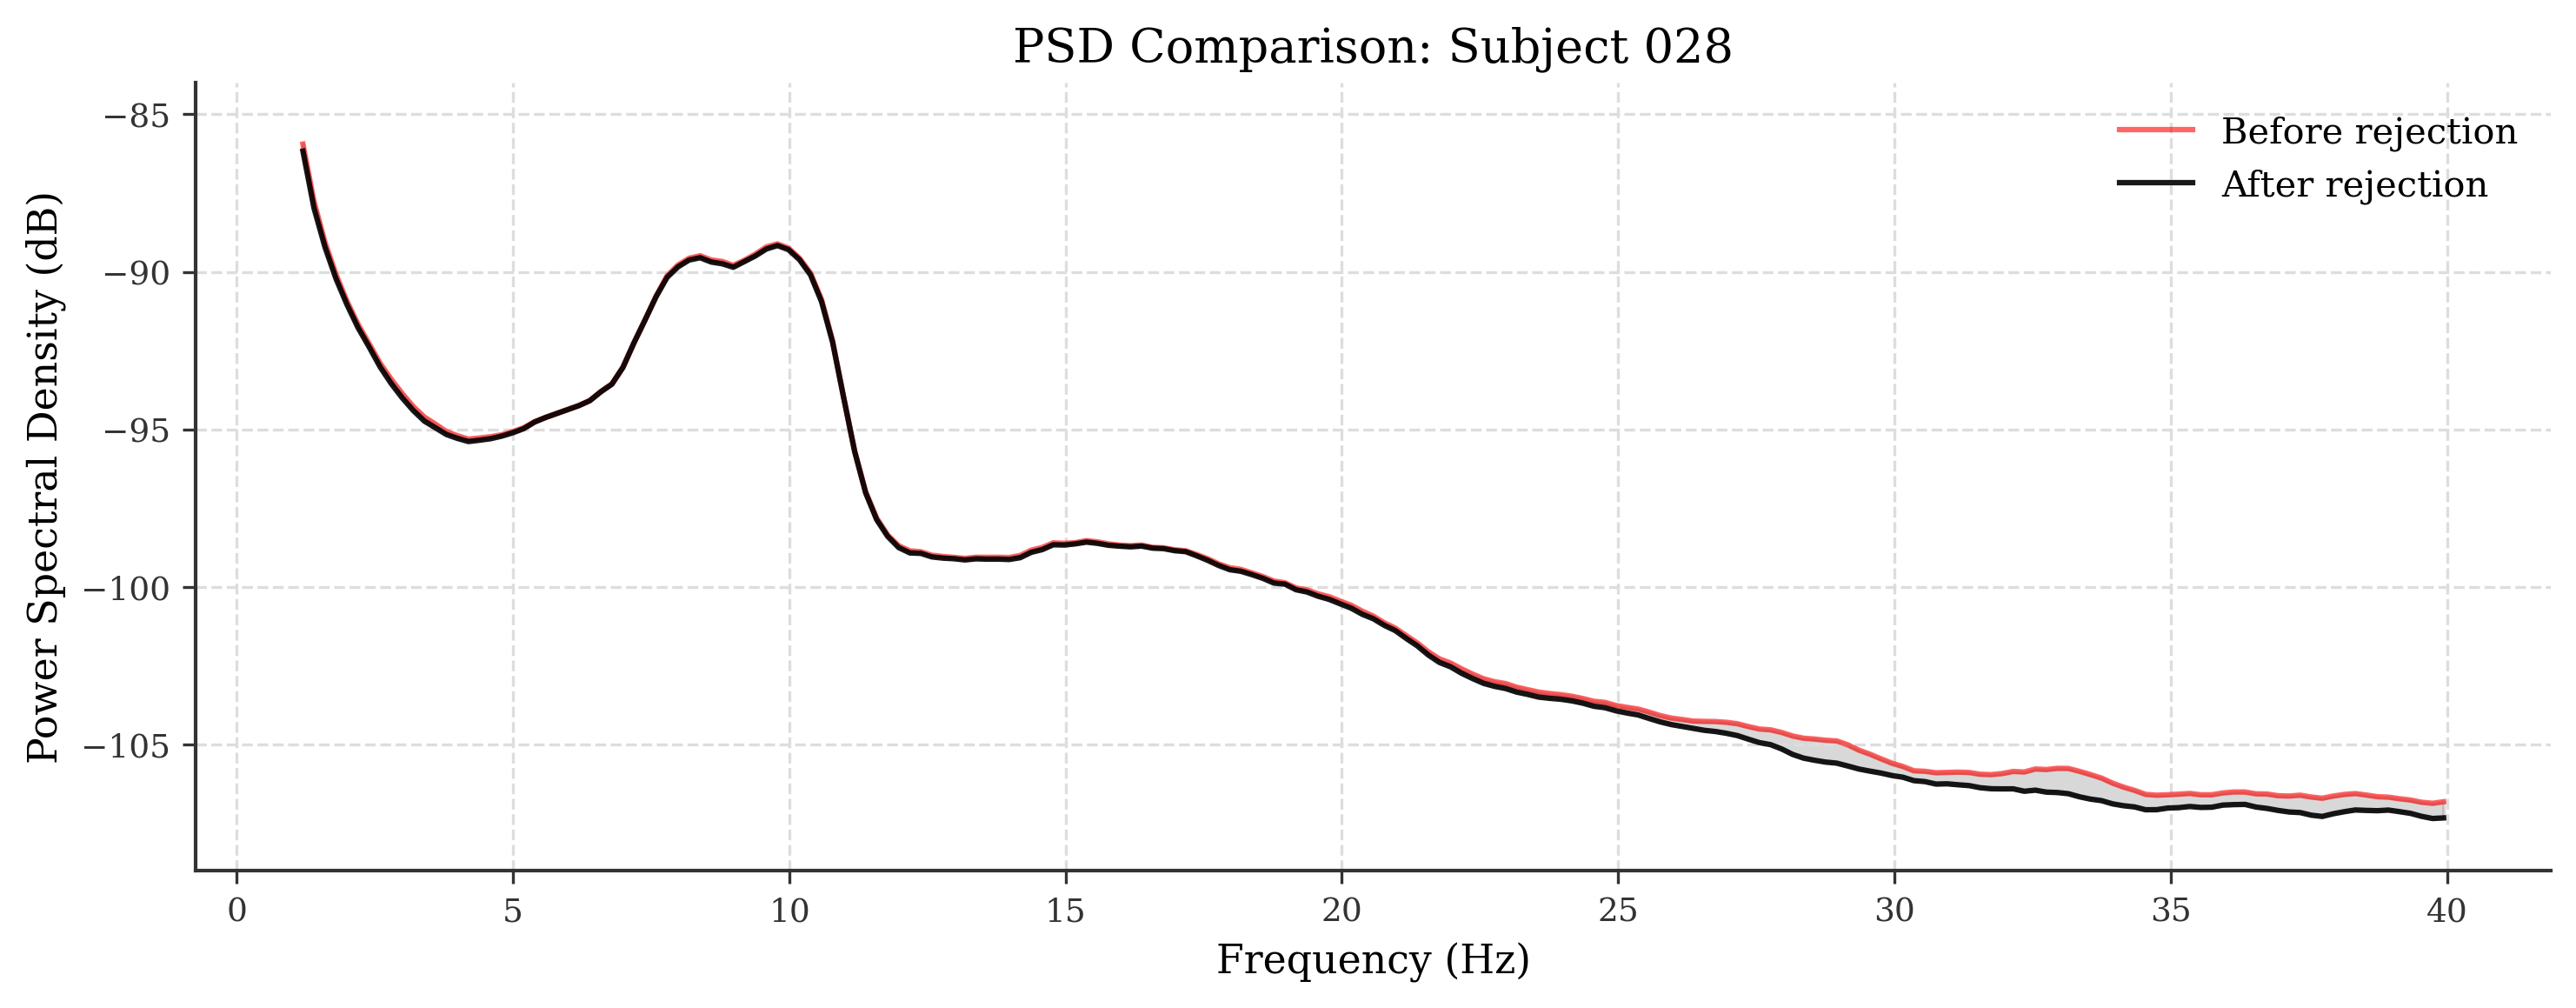 PSD Comparison: Subject 028
Before rejection
After rejection
Power Spectral Density (dB)
−85
−90
−95
−100
−105
0 5 10 15 20 25 30 35 40
Frequency (Hz)